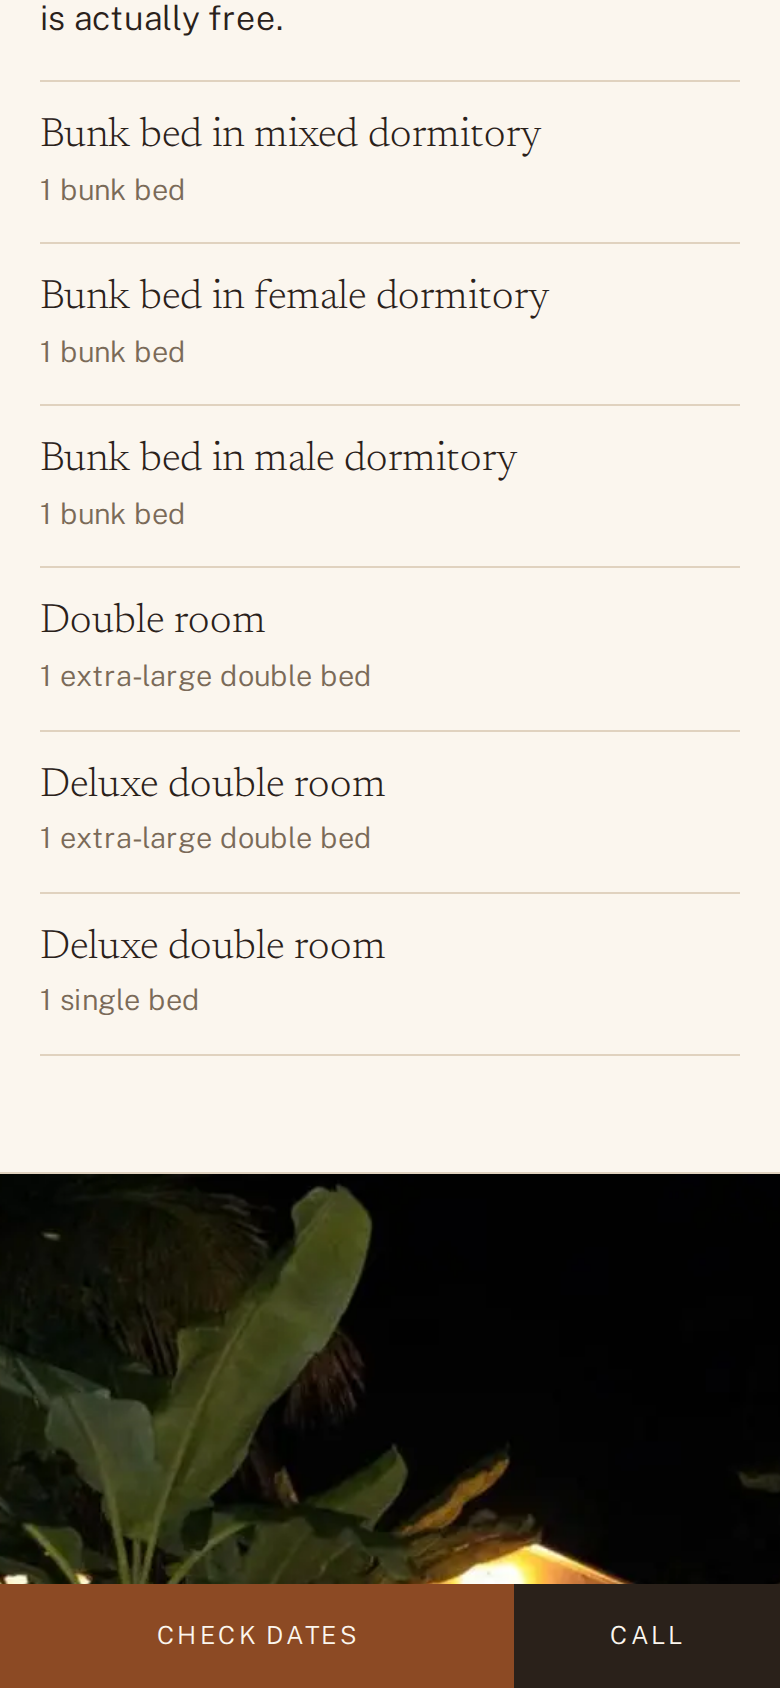 is actually free.
Bunk bed in mixed dormitory
1 bunk bed
Bunk bed in female dormitory
1 bunk bed
Bunk bed in male dormitory
1 bunk bed
Double room
1 extra-large double bed
Deluxe double room
1 extra-large double bed
Deluxe double room
1 single bed
CHECK DATES
CALL